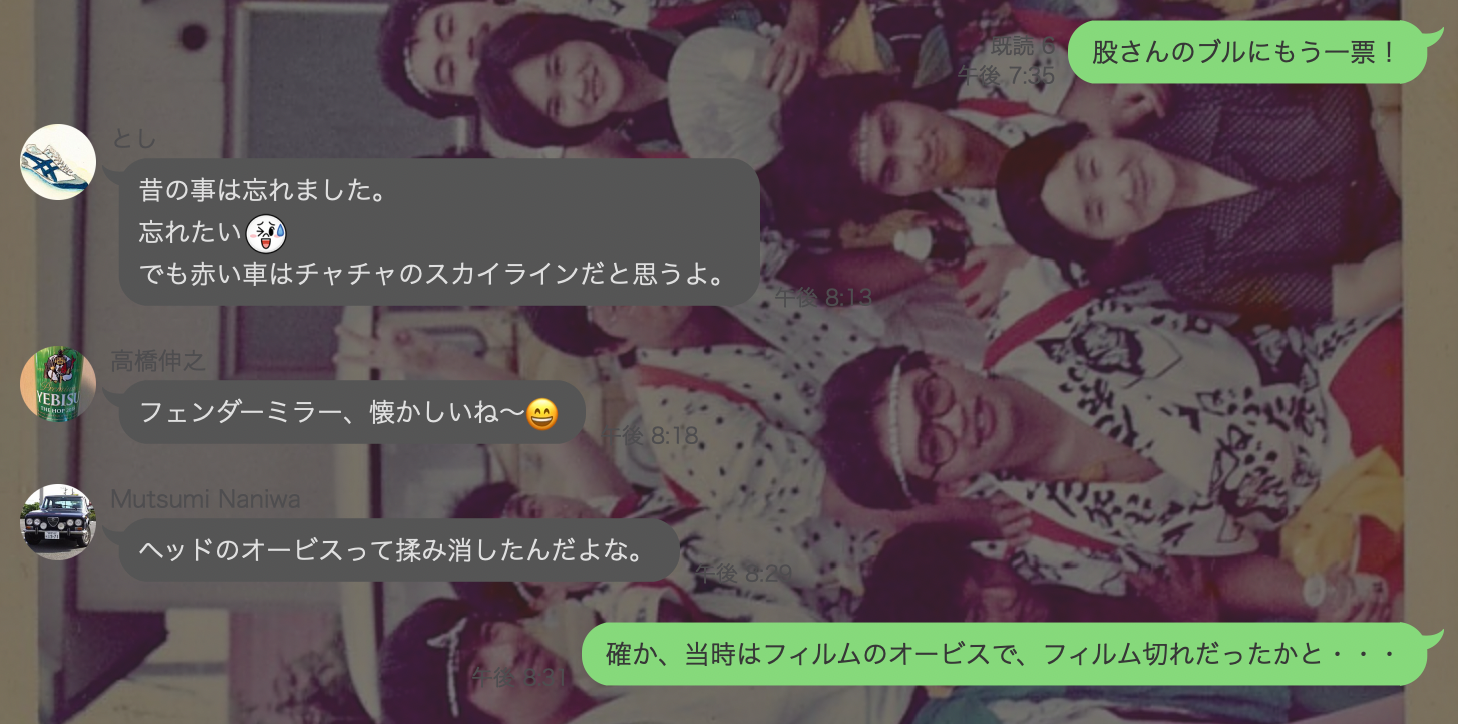 股さんのブルにもう一票！
既読 6
午後 7:35
とし
昔の事は忘れました。
忘れたい
でも赤い車はチャチャのスカイラインだと思うよ。
午後 8:13
高橋伸之
フェンダーミラー、懐かしいね〜😄
午後 8:18
YEBISU
THE HOP
Mutsumi Naniwa
ヘッドのオービスって揉み消したんだよな。
午後 8:20
確か、当時はフィルムのオービスで、フィルム切れだったかと・・・
午後 8:31